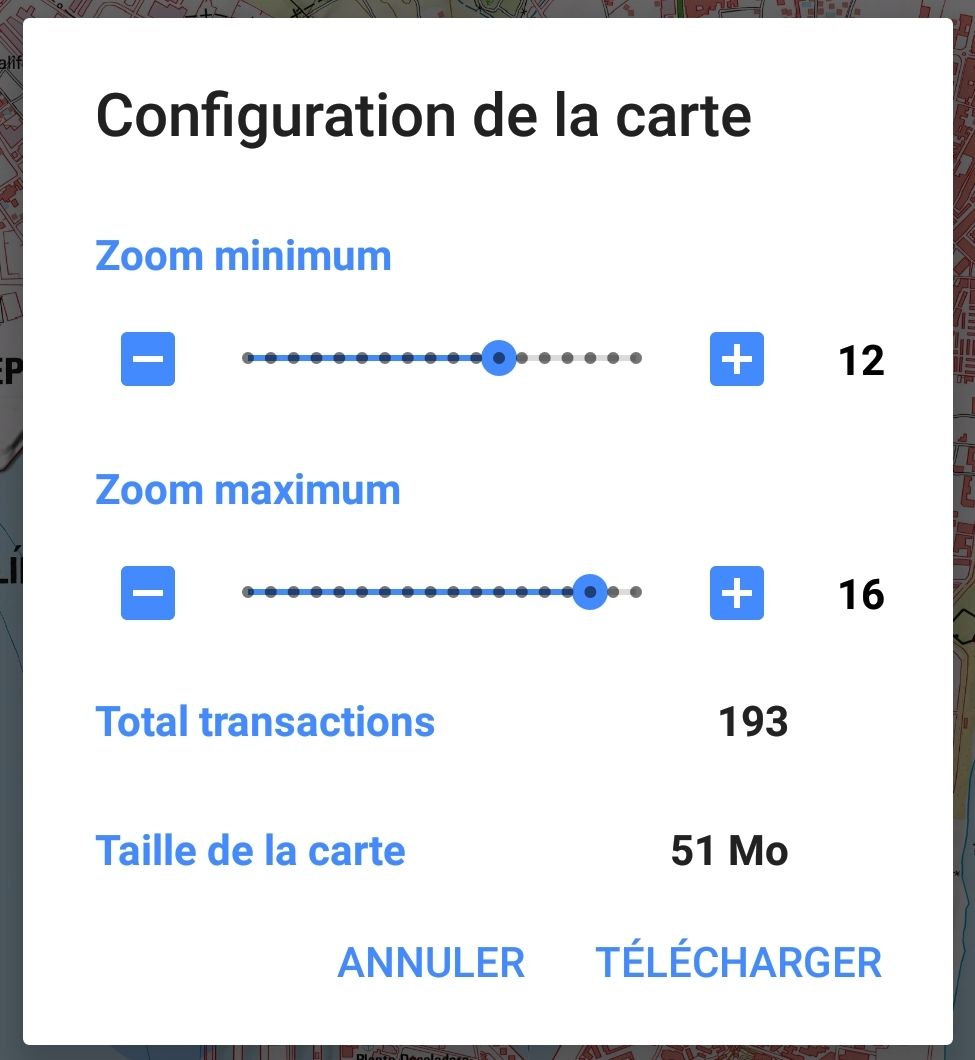 Configuration de la carte
Zoom minimum
12
Zoom maximum
16
Total transactions 193
Taille de la carte 51 Mo
ANNULER TÉLÉCHARGER